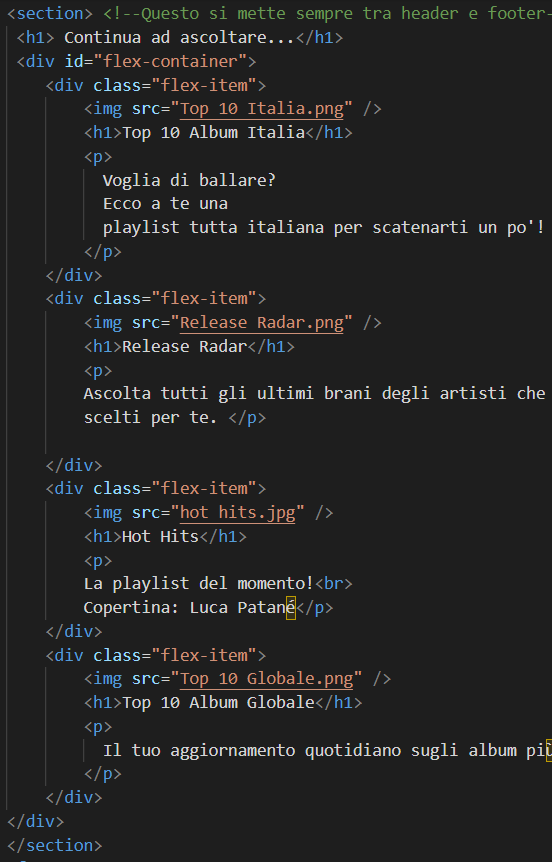 <section> <!--Questo si mette sempre tra header e footer-
<h1> Continua ad ascoltare...</h1>
<div id="flex-container">
<div class="flex-item">
<img src="Top 10 Italia.png" />
<h1>Top 10 Album Italia</h1>
<p>
Voglia di ballare?
Ecco a te una
playlist tutta italiana per scatenarti un po'!
</p>
</div>
<div class="flex-item">
<img src="Release Radar.png" />
<h1>Release Radar</h1>
<p>
Ascolta tutti gli ultimi brani degli artisti che
scelti per te. </p>
</div>
<div class="flex-item">
<img src="hot hits.jpg" />
<h1>Hot Hits</h1>
<p>
La playlist del momento!<br>
Copertina: Luca Patané</p>
</div>
<div class="flex-item">
<img src="Top 10 Globale.png" />
<h1>Top 10 Album Globale</h1>
<p>
Il tuo aggiornamento quotidiano sugli album più
</p>
</div>
</div>
</section>